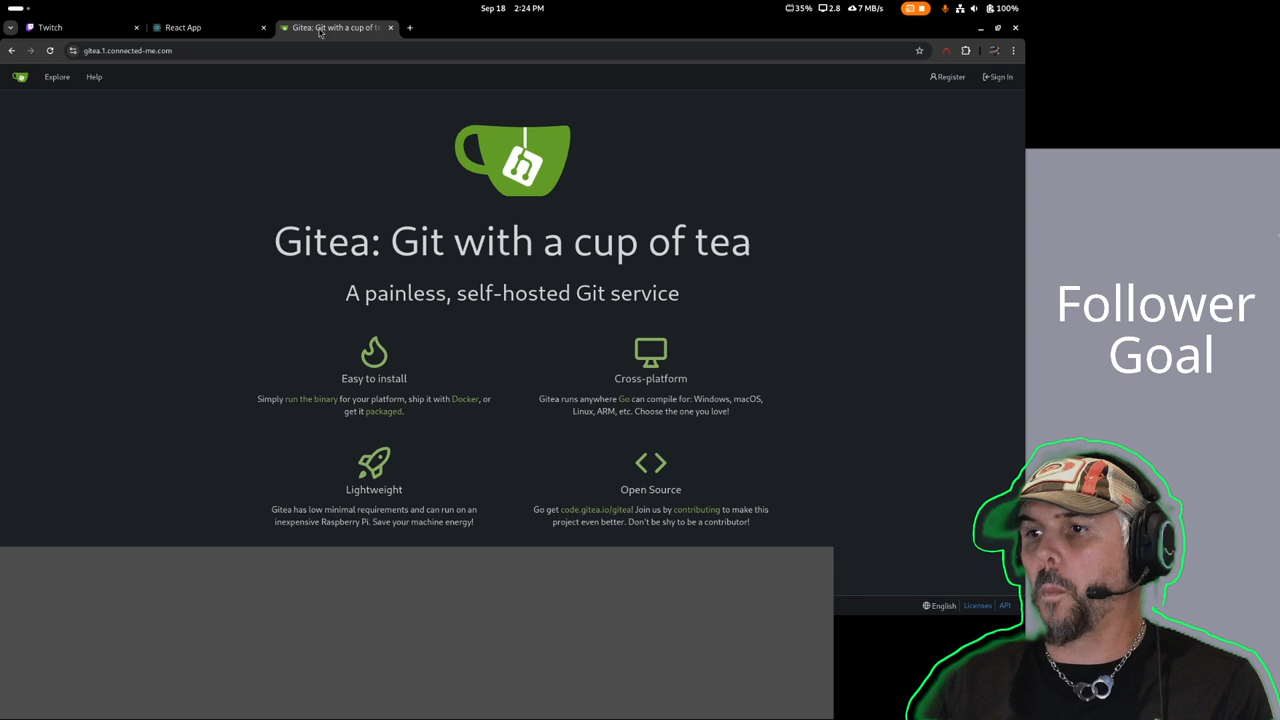 Sep 18 2:24 PM
35% 2.8 7 MB/s 100%
Twitch
React App
Gitea: Git with a cup of te
gitea.1.connected-me.com
Explore Help Register Sign In
Gitea: Git with a cup of tea
A painless, self-hosted Git service
Easy to install
Simply run the binary for your platform, ship it with Docker, or
get it packaged.
Cross-platform
Gitea runs anywhere Go can compile for: Windows, macOS,
Linux, ARM, etc. Choose the one you love!
Lightweight
Gitea has low minimal requirements and can run on an
inexpensive Raspberry Pi. Save your machine energy!
Open Source
Go get code.gitea.io/gitea! Join us by contributing to make this
project even better. Don't be shy to be a contributor!
English Licenses API
Follower
Goal